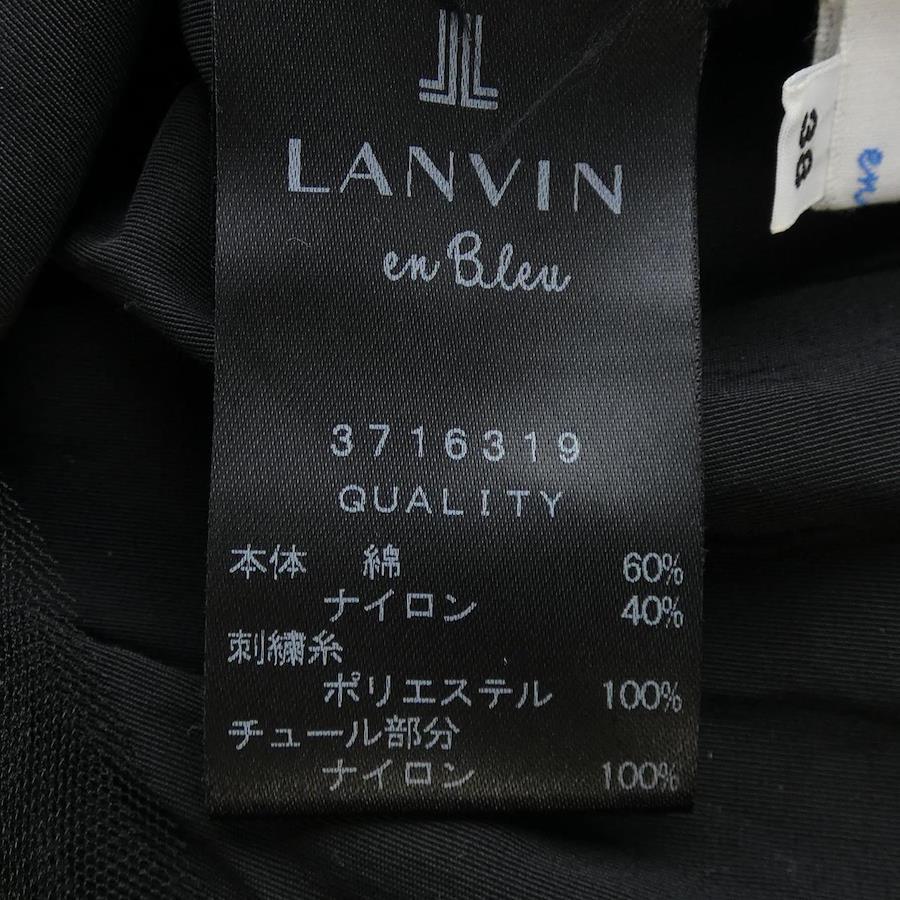 LANVIN
en Bleu
3716319
QUALITY
本体 綿 60%
ナイロン 40%
刺繍糸
ポリエステル 100%
チュール部分
ナイロン 100%
38